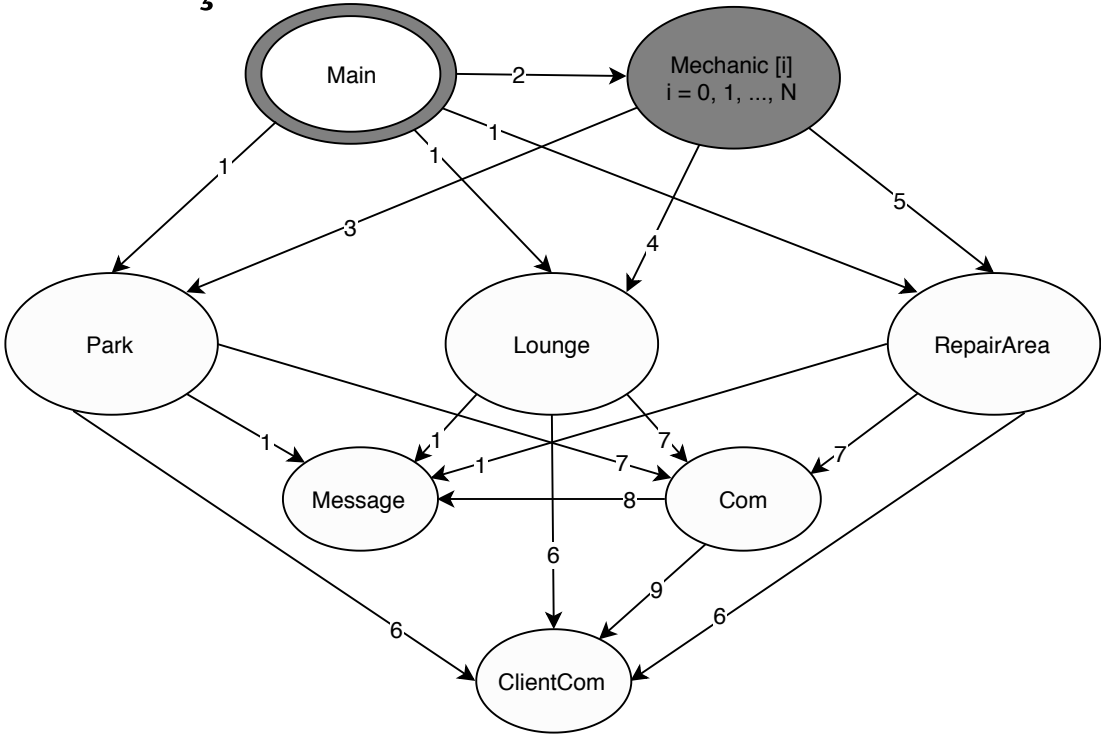 Main
2
Mechanic [i]
i = 0, 1, ..., N
1
1
1
3
4
5
Park
Lounge
RepairArea
1
1
1
7
7
7
Message
8
Com
6
9
6
6
ClientCom